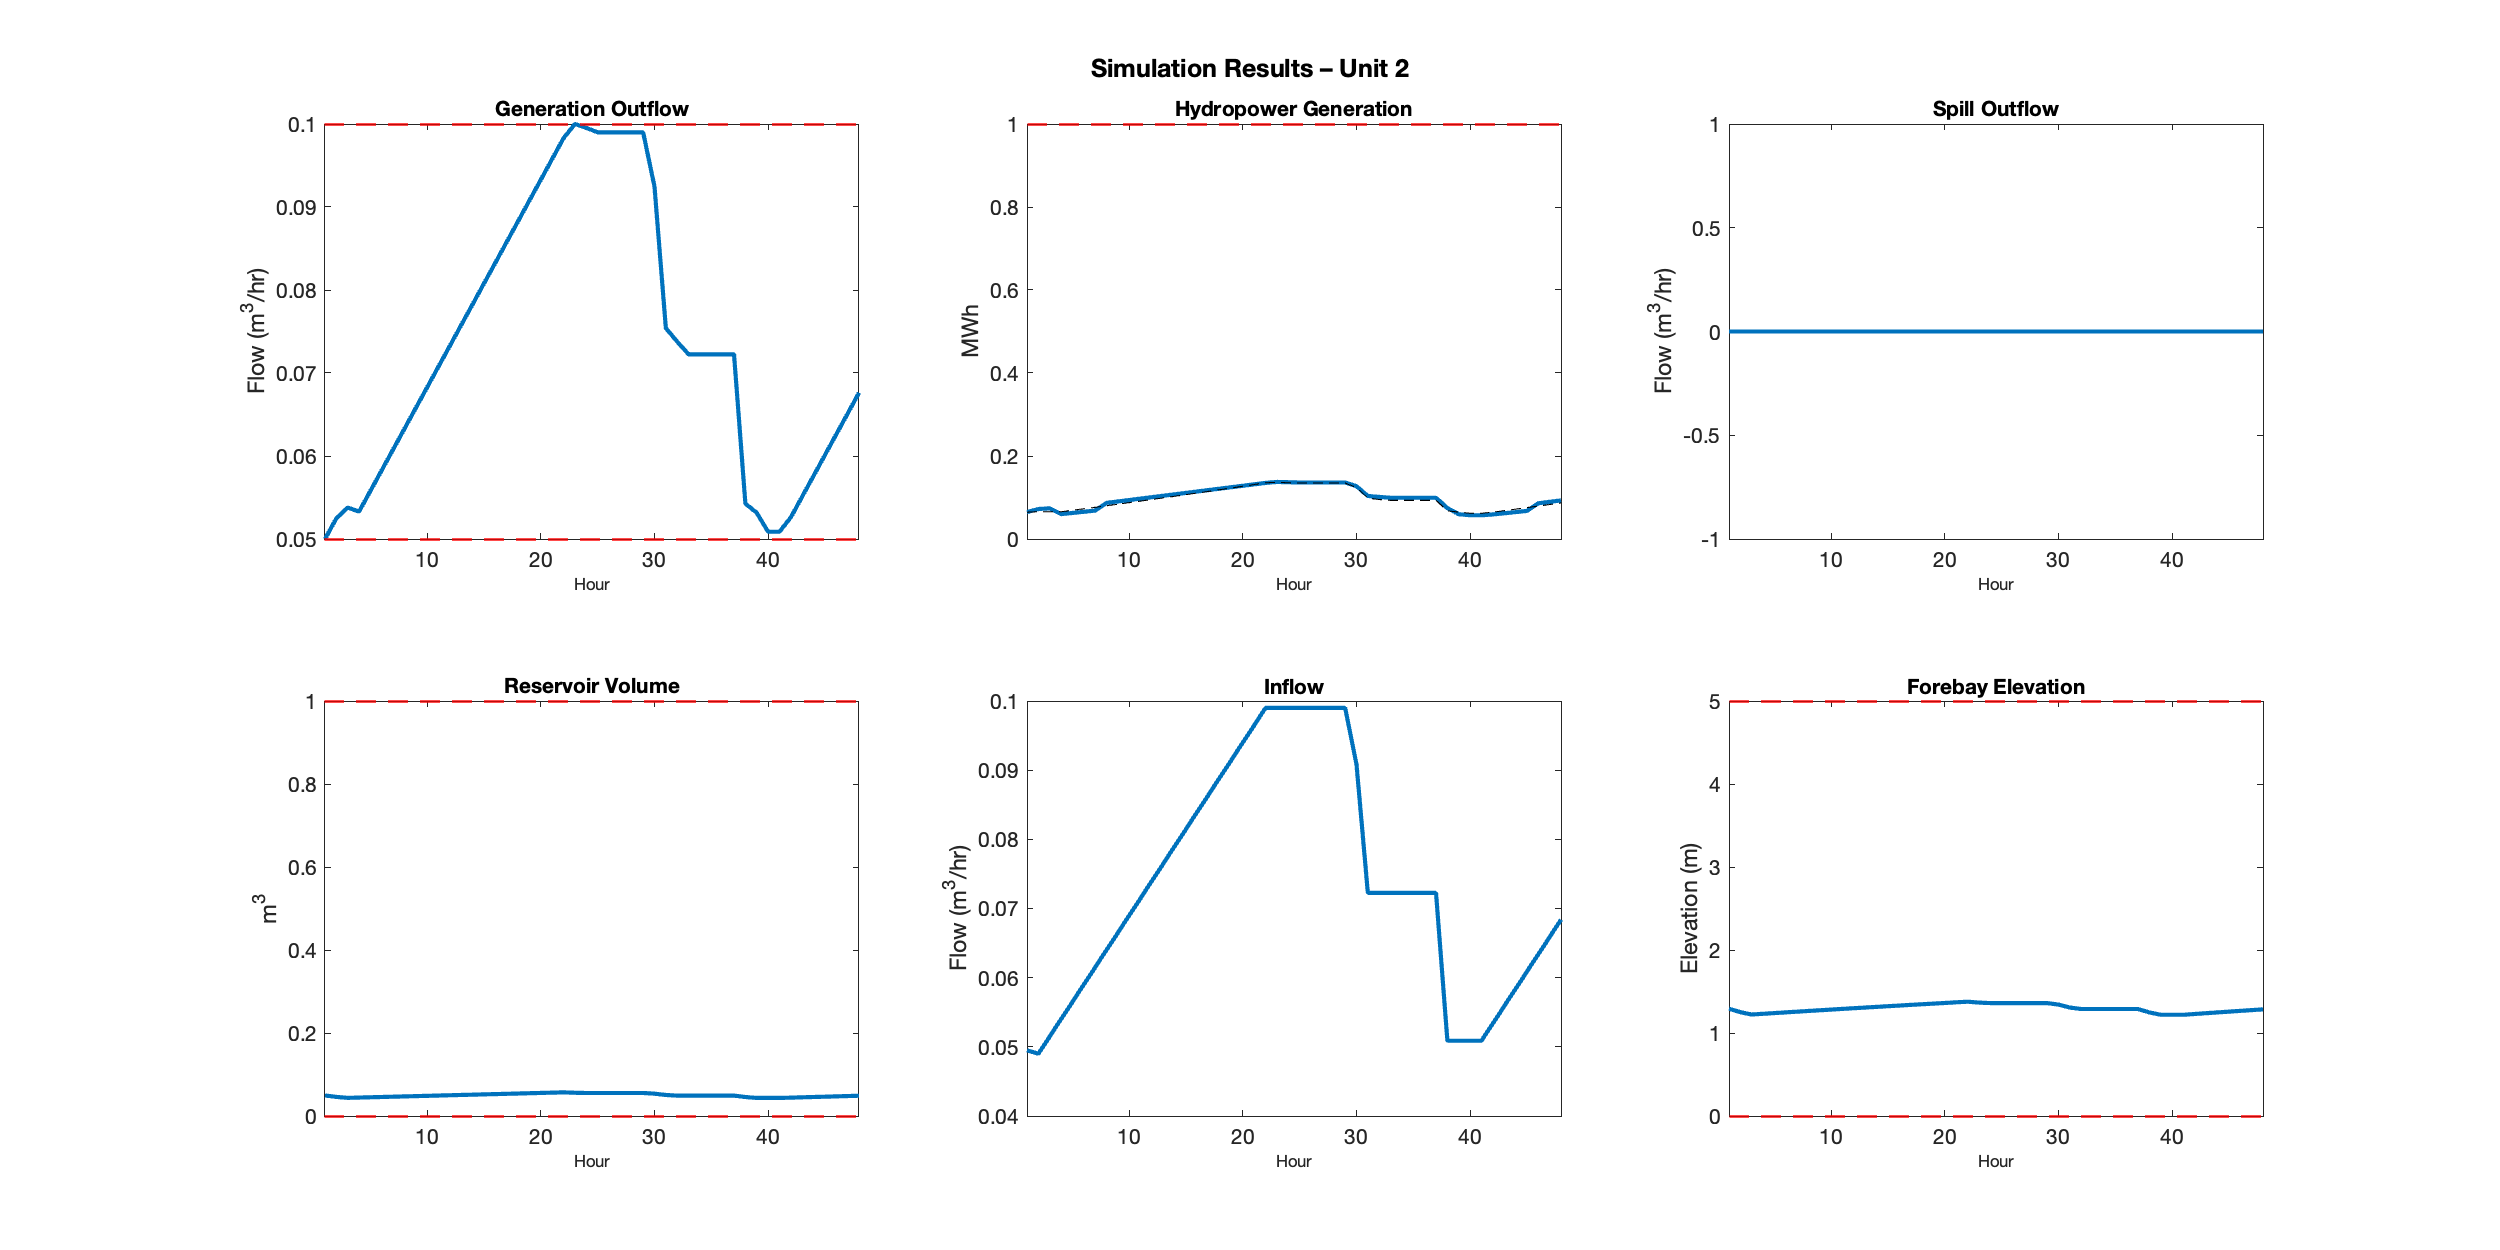 Simulation Results – Unit 2
Generation Outflow
0.1
0.09
0.08
0.07
0.06
0.05
Flow (m³/hr)
10 20 30 40
Hour
Hydropower Generation
1
0.8
0.6
0.4
0.2
0
MWh
10 20 30 40
Hour
Spill Outflow
1
0.5
0
-0.5
-1
Flow (m³/hr)
10 20 30 40
Hour
Reservoir Volume
1
0.8
0.6
0.4
0.2
0
m³
10 20 30 40
Hour
Inflow
0.1
0.09
0.08
0.07
0.06
0.05
0.04
Flow (m³/hr)
10 20 30 40
Hour
Forebay Elevation
5
4
3
2
1
0
Elevation (m)
10 20 30 40
Hour